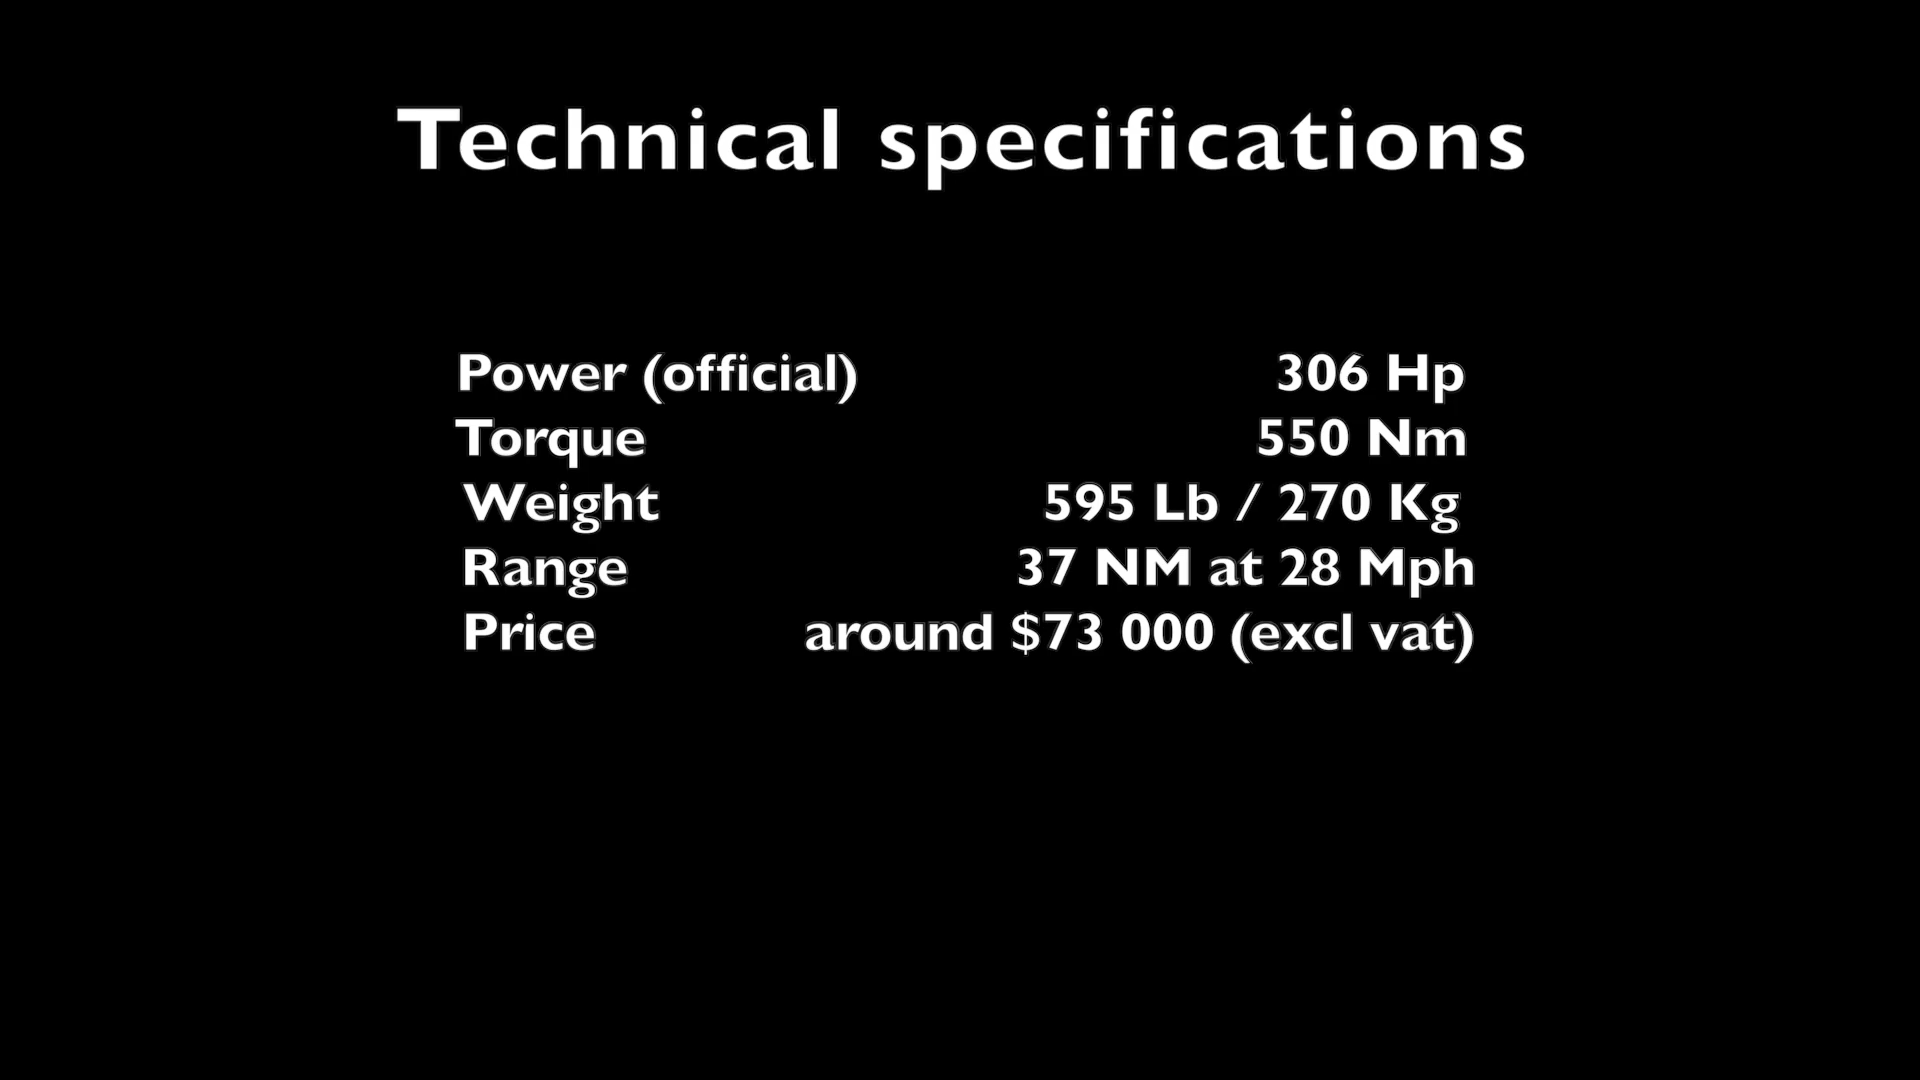 Technical specifications
Power (official) 306 Hp
Torque 550 Nm
Weight 595 Lb / 270 Kg
Range 37 NM at 28 Mph
Price around $73 000 (excl vat)